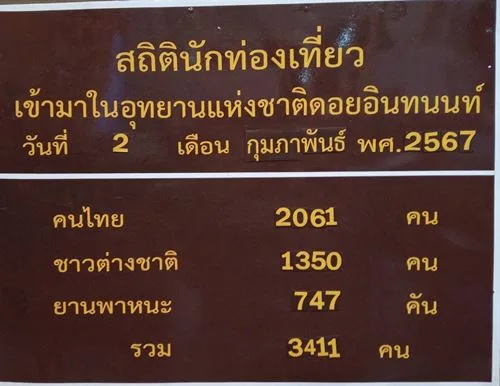 สถิตินักท่องเที่ยว
เข้ามาในอุทยานแห่งชาติดอยอินทนนท์
วันที่ 2 เดือน กุมภาพันธ์ พศ.2567
คนไทย 2061 คน
ชาวต่างชาติ 1350 คน
ยานพาหนะ 747 คัน
รวม 3411 คน